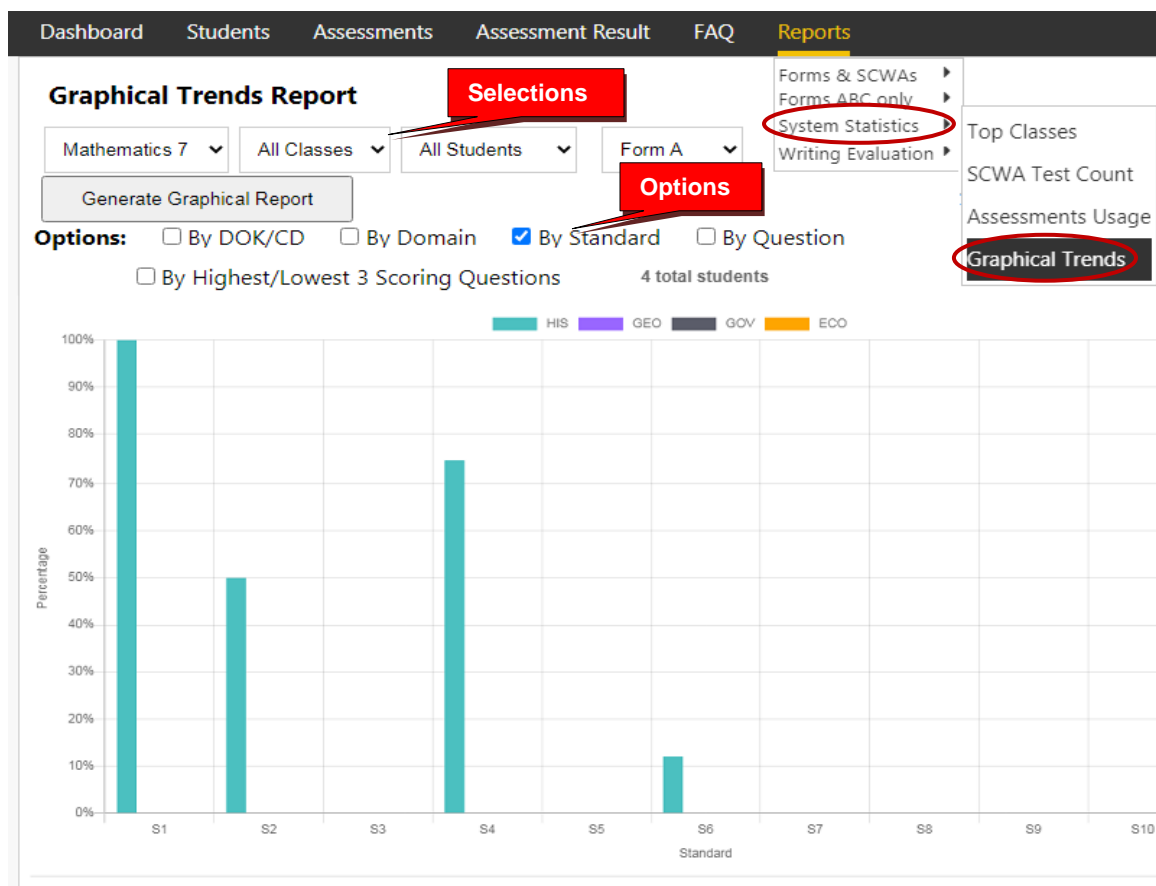 Dashboard Students Assessments Assessment Result FAQ Reports
Graphical Trends Report
Selections
Forms & SCWAs
Forms ABC only
System Statistics
Writing Evaluation
Top Classes
SCWA Test Count
Assessments Usage
Graphical Trends
Mathematics 7 All Classes All Students Form A
Generate Graphical Report
Options
Options: By DOK/CD By Domain By Standard By Question
By Highest/Lowest 3 Scoring Questions 4 total students
HIS GEO GOV ECO
100%
90%
80%
70%
60%
50%
40%
30%
20%
10%
0%
Percentage
S1 S2 S3 S4 S5 S6 S7 S8 S9 S10
Standard